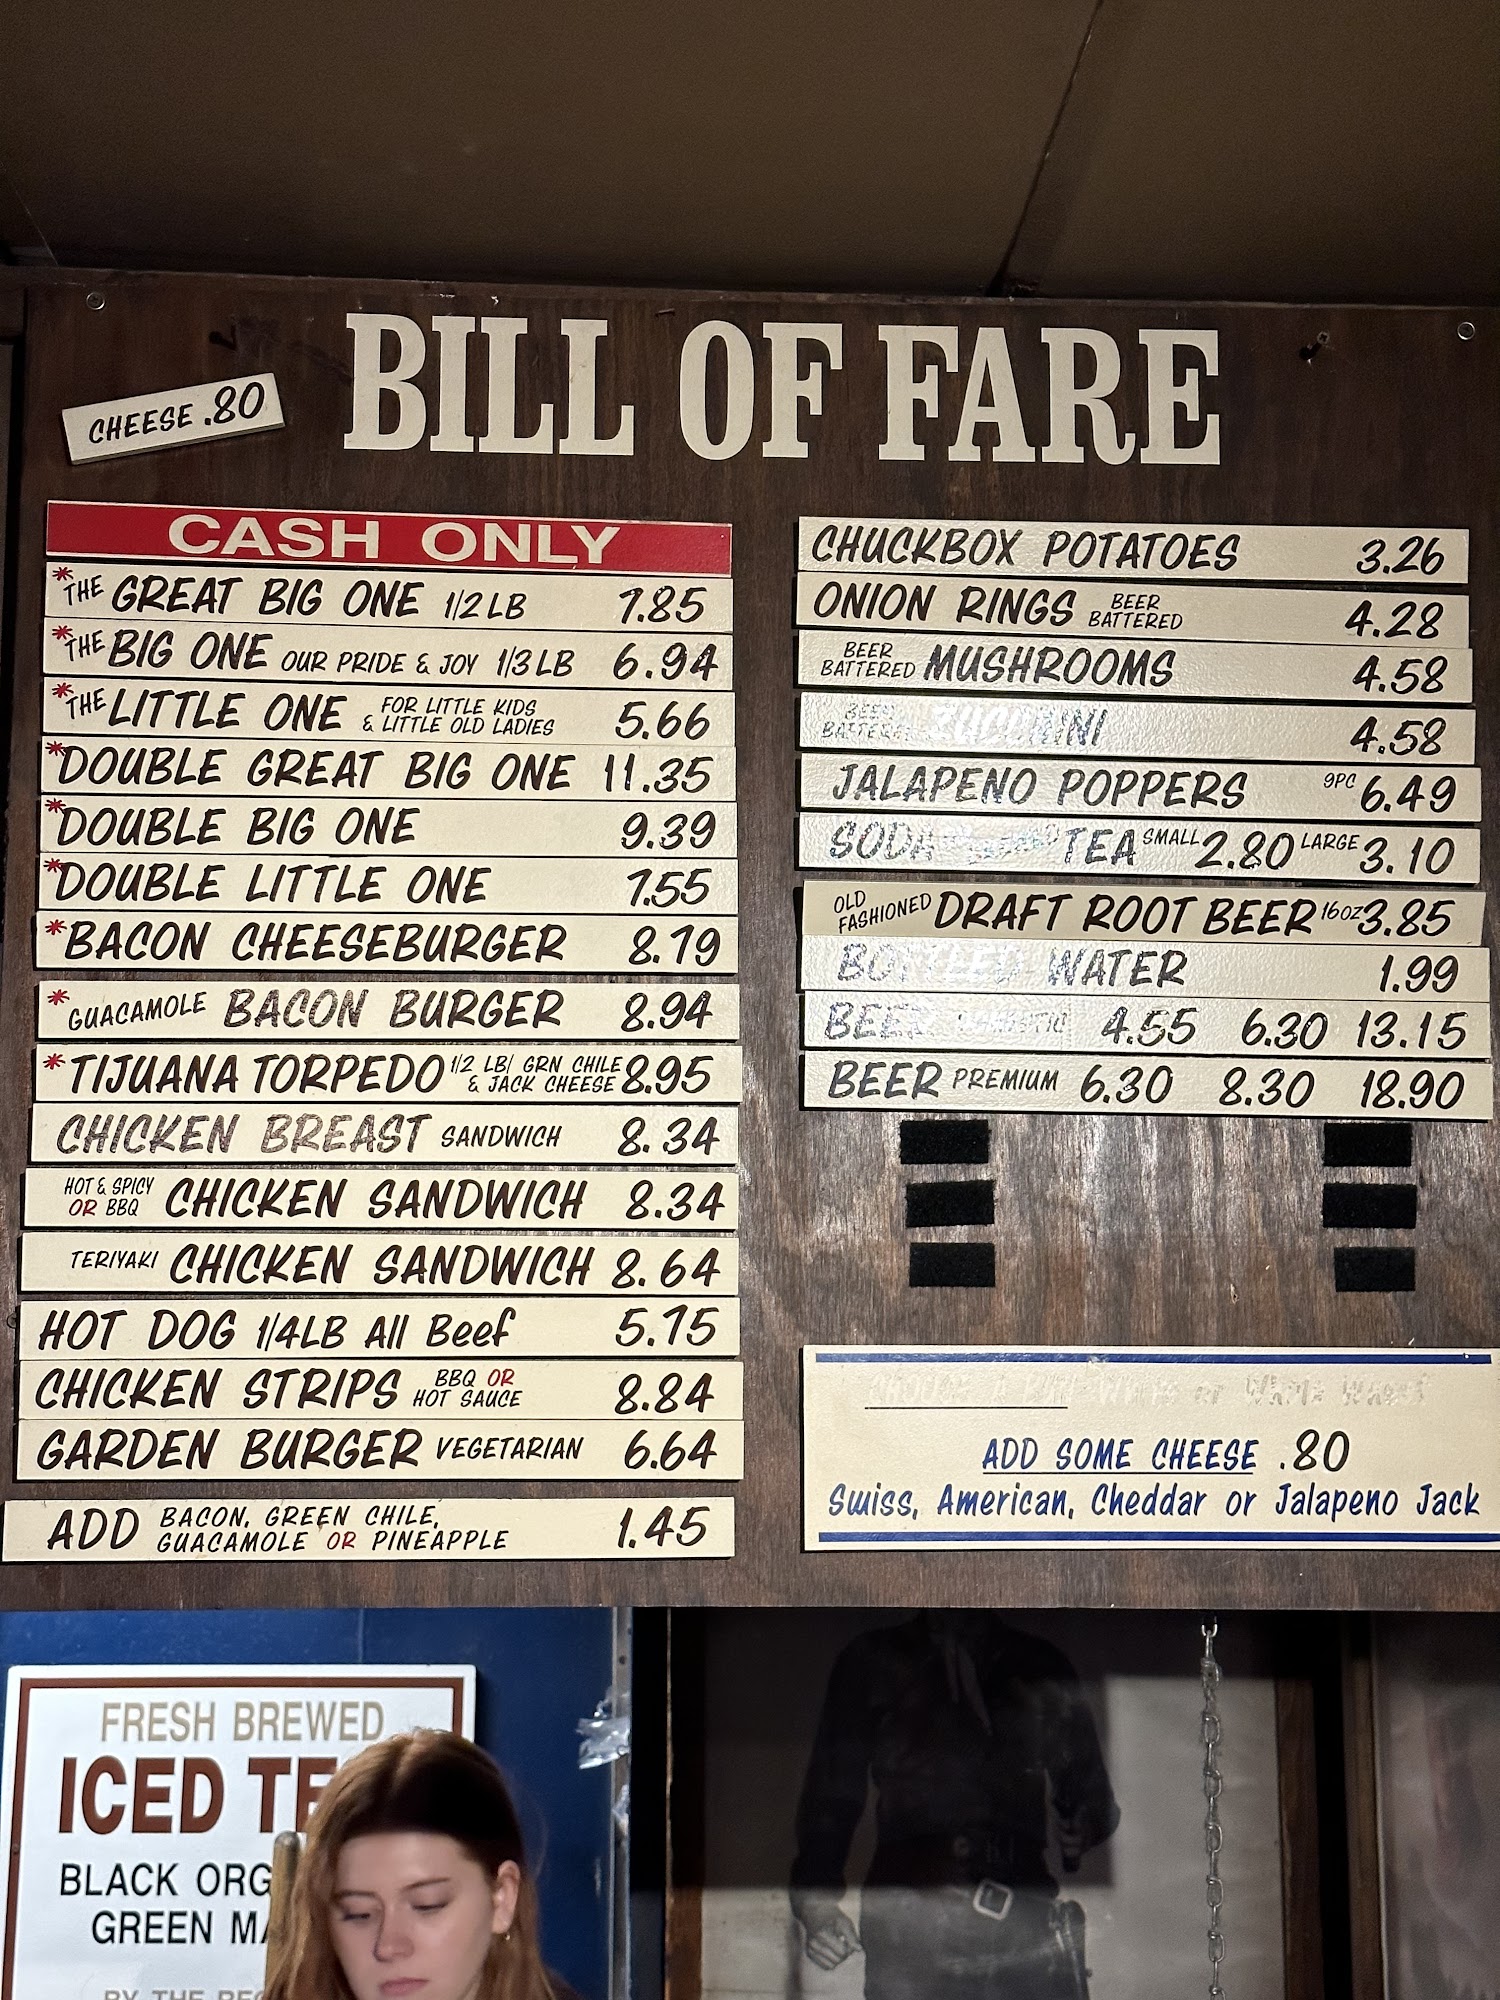 BILL OF FARE
CHEESE .80
CASH ONLY
*THE GREAT BIG ONE 1/2 LB 7.85
*THE BIG ONE OUR PRIDE & JOY 1/3 LB 6.94
*THE LITTLE ONE FOR LITTLE KIDS & LITTLE OLD LADIES 5.66
*DOUBLE GREAT BIG ONE 11.35
*DOUBLE BIG ONE 9.39
*DOUBLE LITTLE ONE 7.55
*BACON CHEESEBURGER 8.79
*GUACAMOLE BACON BURGER 8.94
*TIJUANA TORPEDO 1/2 LB/ GRN CHILE & JACK CHEESE 8.95
CHICKEN BREAST SANDWICH 8.34
HOT & SPICY OR BBQ CHICKEN SANDWICH 8.34
TERIYAKI CHICKEN SANDWICH 8.64
HOT DOG 1/4LB All Beef 5.75
CHICKEN STRIPS BBQ OR HOT SAUCE 8.84
GARDEN BURGER VEGETARIAN 6.64
ADD BACON, GREEN CHILE, GUACAMOLE OR PINEAPPLE 1.45
CHUCKBOX POTATOES 3.26
ONION RINGS BEER BATTERED 4.28
BEER BATTERED MUSHROOMS 4.58
BEER BATTERED ZUCCHINI 4.58
JALAPENO POPPERS 9PC 6.49
SODA TEA SMALL 2.80 LARGE 3.10
OLD FASHIONED DRAFT ROOT BEER 16oz 3.85
BOTTLED WATER 1.99
BEER DOMESTIC 4.55 6.30 13.15
BEER PREMIUM 6.30 8.30 18.90
ADD SOME CHEESE .80
Swiss, American, Cheddar or Jalapeno Jack
FRESH BREWED
ICED
BLACK
GREEN
BY THE